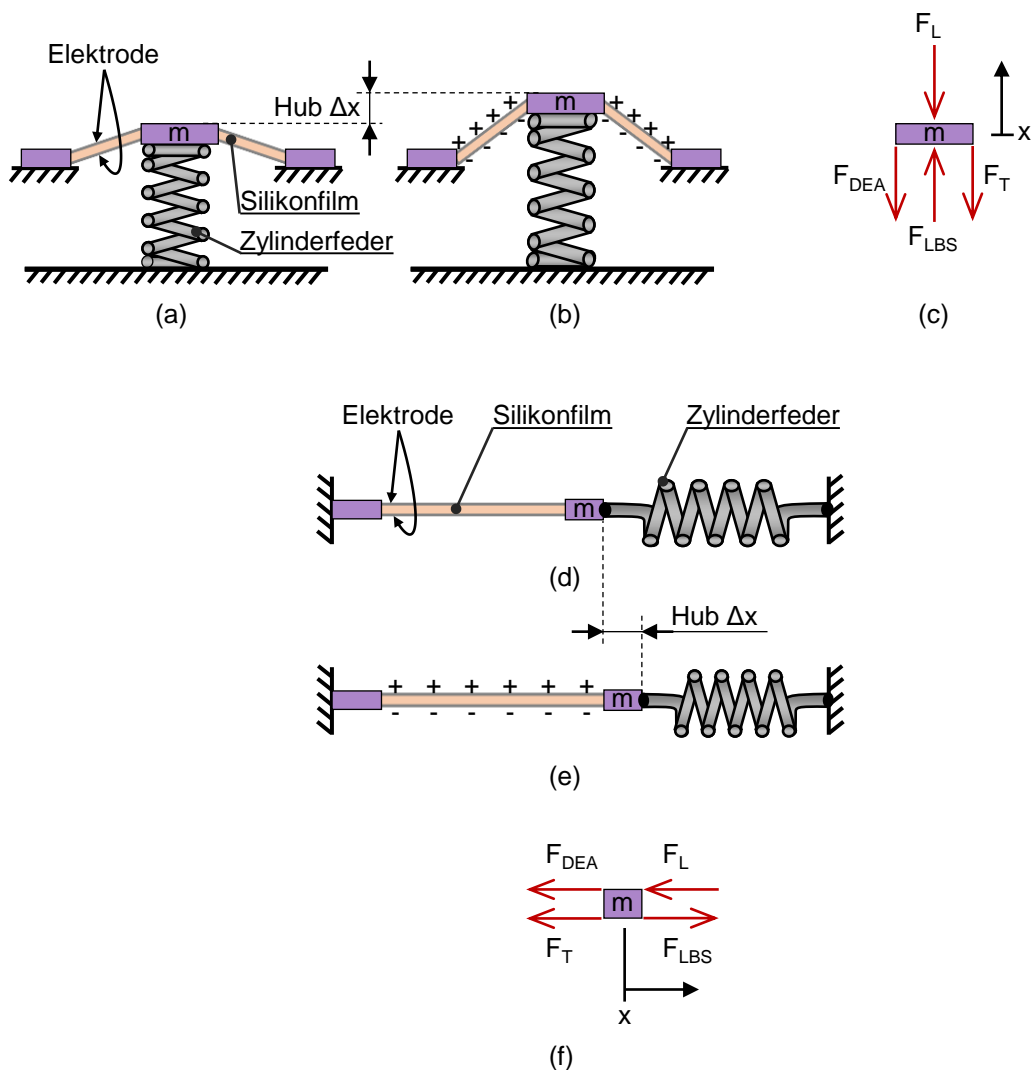 Elektrode
Hub Δx
m
Silikonfilm
Zylinderfeder
(a)
+ + + + + + + +
- - - - - -
m
(b)
F_L
m
x
F_DEA
F_T
F_LBS
(c)
Elektrode
Silikonfilm
Zylinderfeder
m
(d)
Hub Δx
+ + + + + +
m
- - - - - -
(e)
F_DEA
F_L
m
F_T
F_LBS
x
(f)